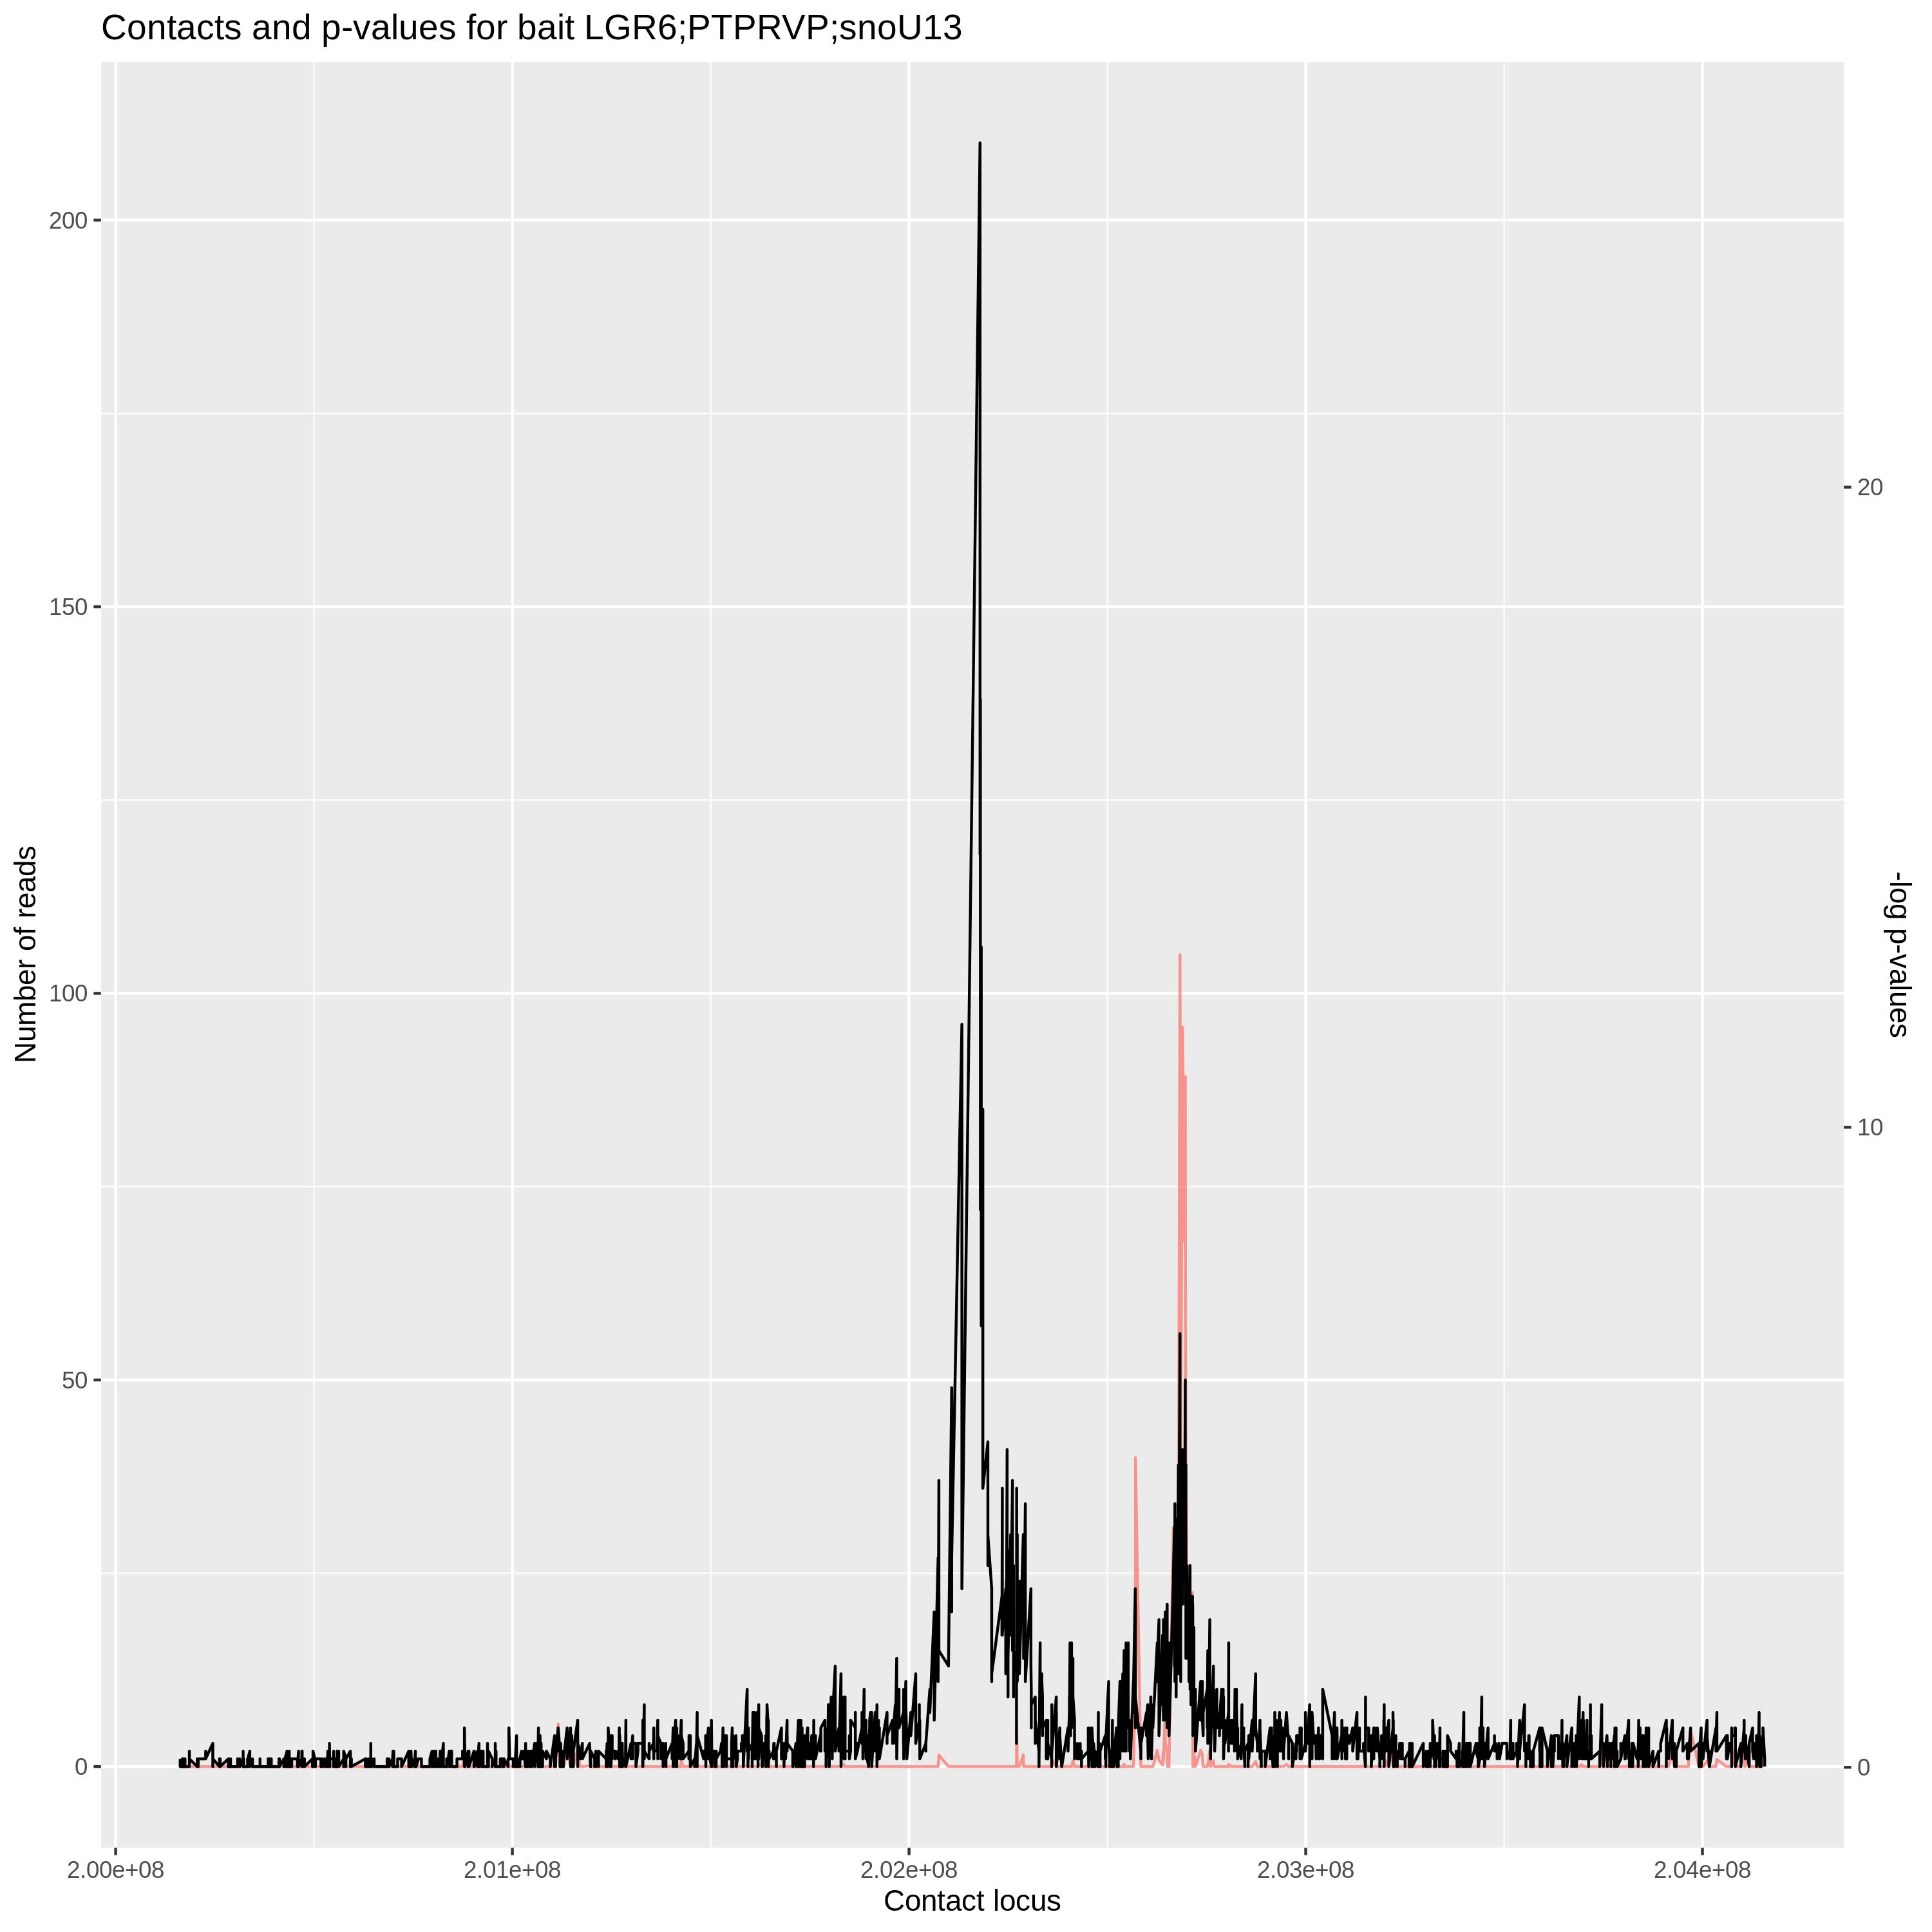 Contacts and p-values for bait LGR6;PTPRVP;snoU13
200
150
100
50
0
Number of reads
20
10
0
-log p-values
2.00e+08 2.01e+08 2.02e+08 2.03e+08 2.04e+08
Contact locus